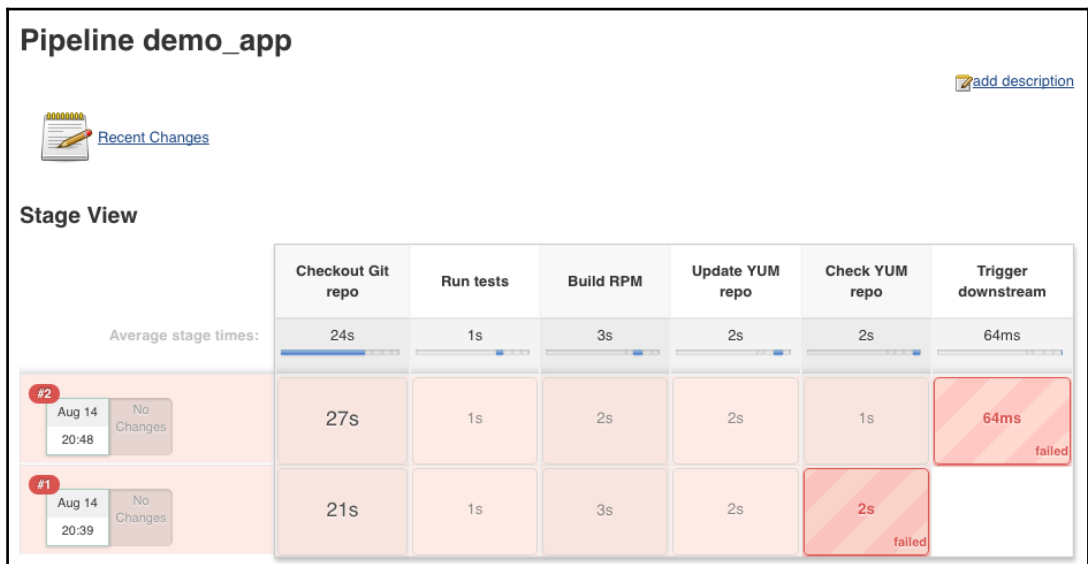 Pipeline demo_app
add description
Recent Changes
Stage View
Checkout Git
repo
Run tests
Build RPM
Update YUM
repo
Check YUM
repo
Trigger
downstream
Average stage times:
24s
1s
3s
2s
2s
64ms
#2
Aug 14
20:48
No
Changes
27s
1s
2s
2s
1s
64ms
failed
#1
Aug 14
20:39
No
Changes
21s
1s
3s
2s
2s
failed